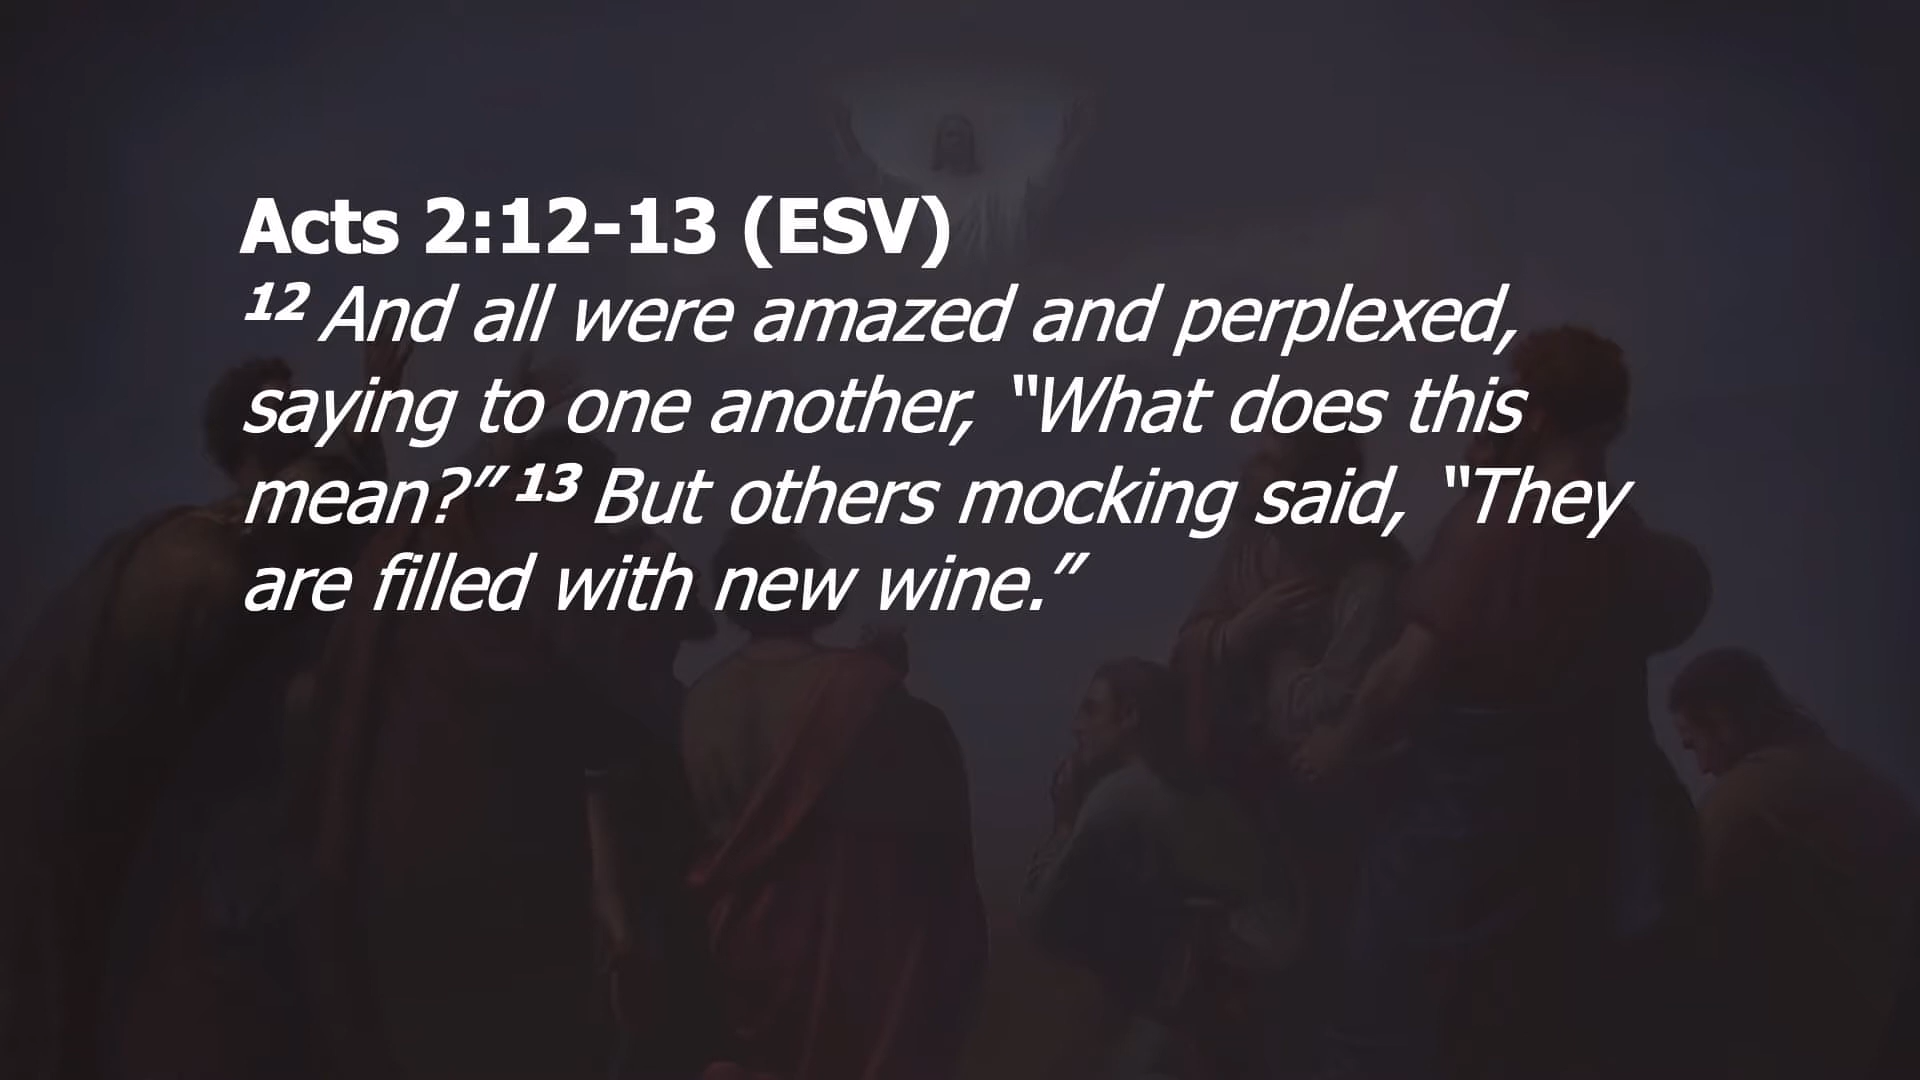 Acts 2:12-13 (ESV)
12 And all were amazed and perplexed,
saying to one another, “What does this
mean?” 13 But others mocking said, “They
are filled with new wine.”